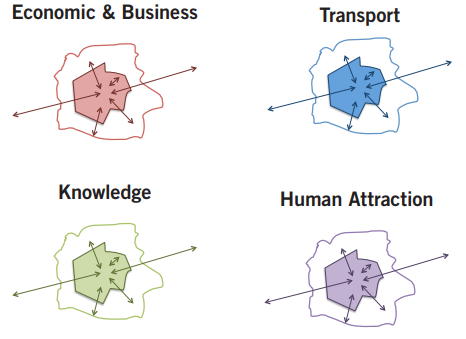 Economic & Business
Transport
Knowledge
Human Attraction